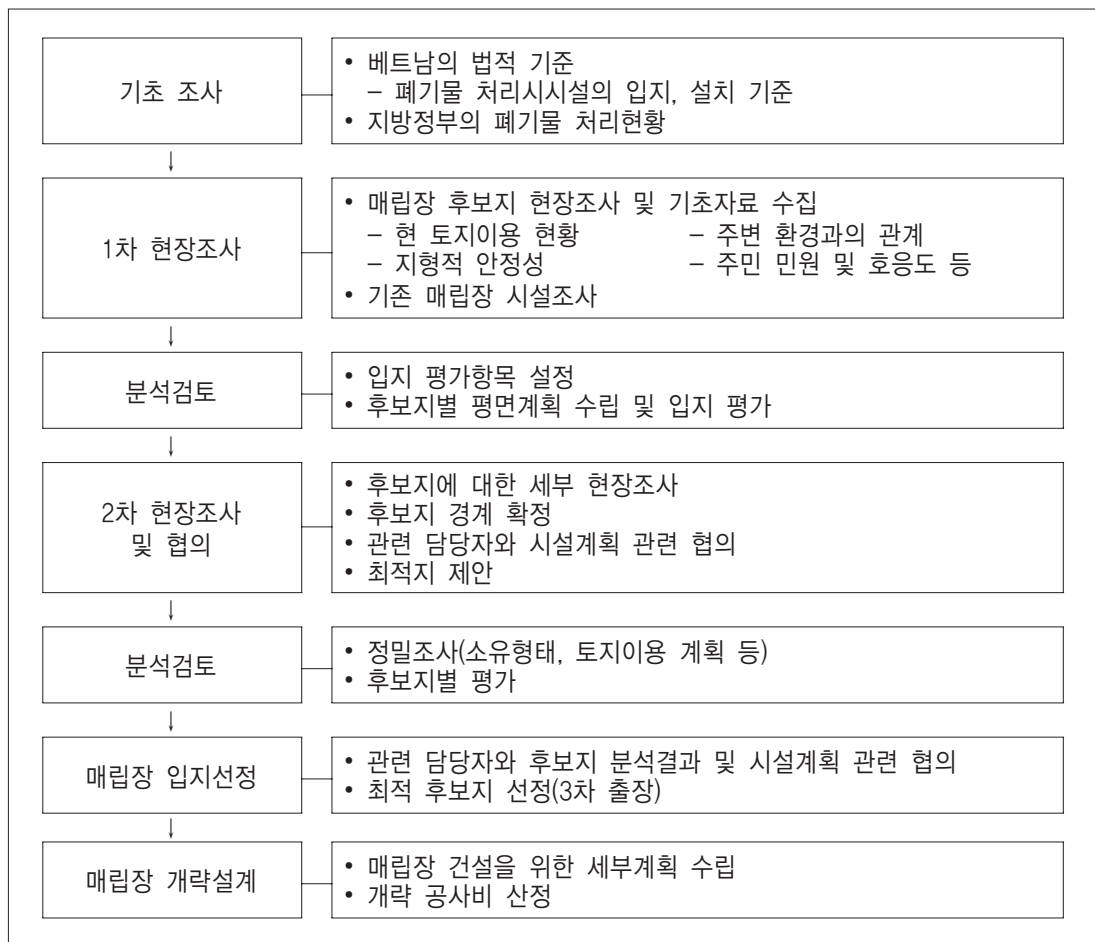 기초 조사
• 베트남의 법적 기준
– 폐기물 처리시시설의 입지, 설치 기준
• 지방정부의 폐기물 처리현황
↓
1차 현장조사
• 매립장 후보지 현장조사 및 기초자료 수집
– 현 토지이용 현황 – 주변 환경과의 관계
– 지형적 안정성 – 주민 민원 및 호응도 등
• 기존 매립장 시설조사
↓
분석검토
• 입지 평가항목 설정
• 후보지별 평면계획 수립 및 입지 평가
↓
2차 현장조사
및 협의
• 후보지에 대한 세부 현장조사
• 후보지 경계 확정
• 관련 담당자와 시설계획 관련 협의
• 최적지 제안
↓
분석검토
• 정밀조사(소유형태, 토지이용 계획 등)
• 후보지별 평가
↓
매립장 입지선정
• 관련 담당자와 후보지 분석결과 및 시설계획 관련 협의
• 최적 후보지 선정(3차 출장)
↓
매립장 개략설계
• 매립장 건설을 위한 세부계획 수립
• 개략 공사비 산정